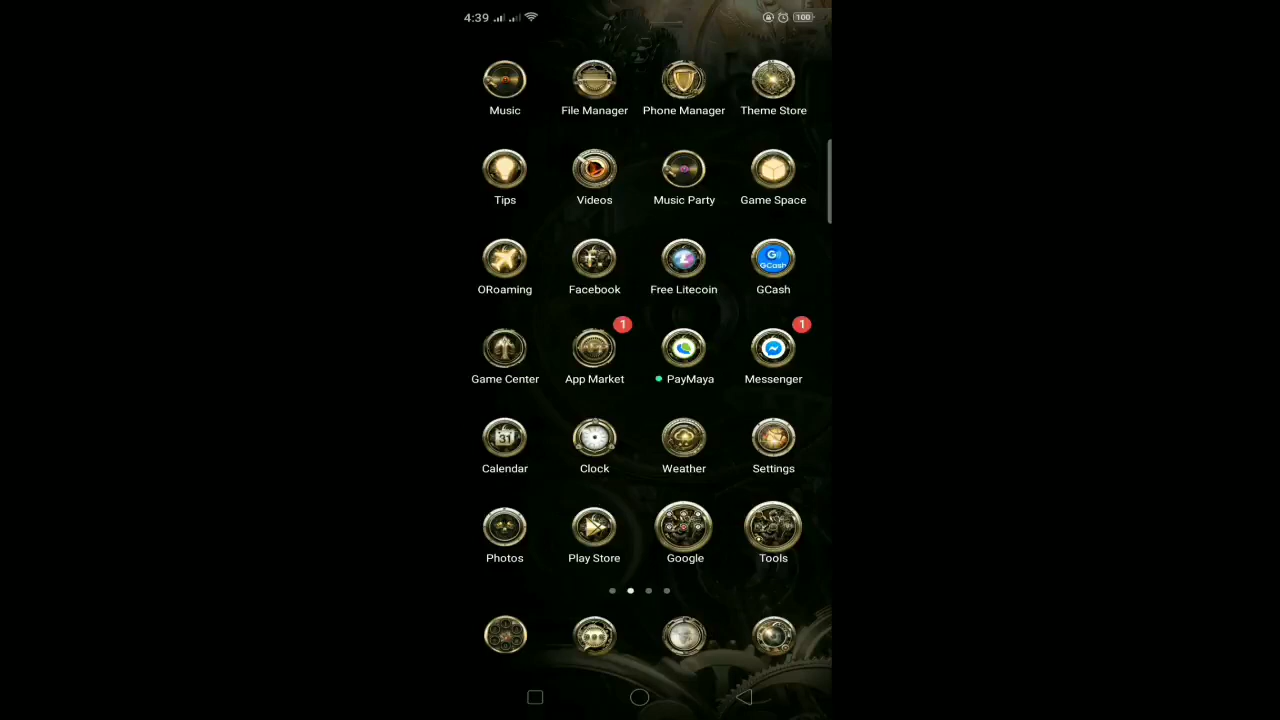 4:39 100
Music File Manager Phone Manager Theme Store
Tips Videos Music Party Game Space
G
GCash
ORoaming Facebook Free Litecoin GCash
1 1
Game Center App Market PayMaya Messenger
31
Calendar Clock Weather Settings
Photos Play Store Google Tools